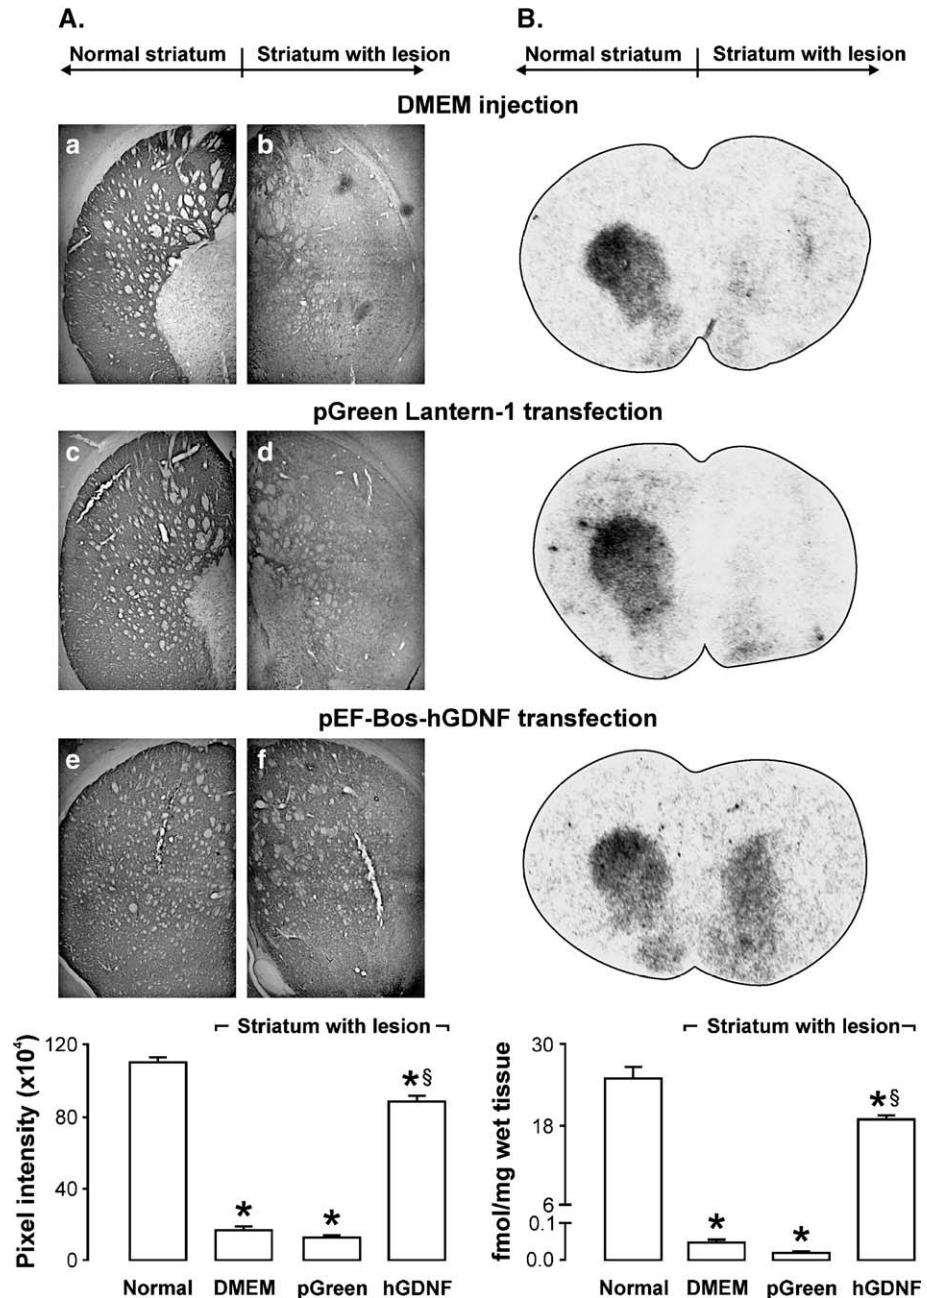 A.
B.
Normal striatum
Striatum with lesion
Normal striatum
Striatum with lesion
DMEM injection
a
b
pGreen Lantern-1 transfection
c
d
pEF-Bos-hGDNF transfection
e
f
Striatum with lesion
Pixel intensity (x10⁴)
120
80
40
0
*
*
*§
Normal
DMEM
pGreen
hGDNF
Striatum with lesion
fmol/mg wet tissue
30
18
6
0.1
0.0
*
*
*§
Normal
DMEM
pGreen
hGDNF